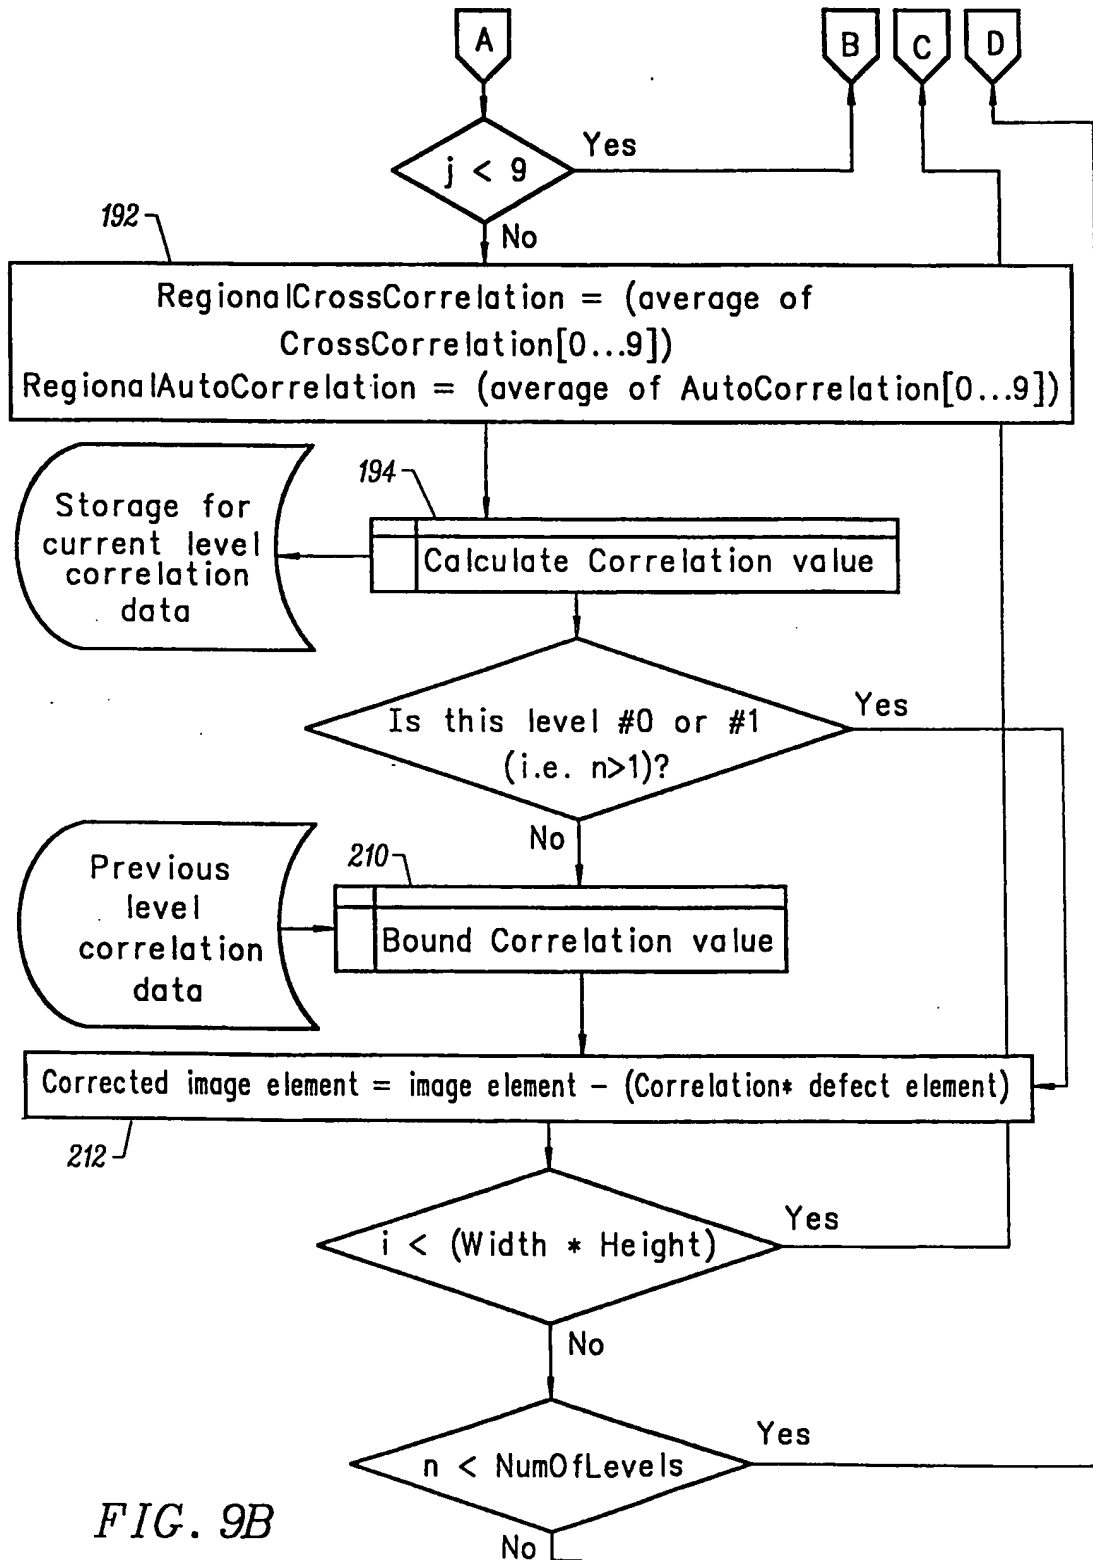 A
B
C
D
j < 9
Yes
No
192
RegionalCrossCorrelation = (average of
CrossCorrelation[0...9])
RegionalAutoCorrelation = (average of AutoCorrelation[0...9])
Storage for
current level
correlation
data
194
Calculate Correlation value
Is this level #0 or #1
(i.e. n>1)?
Yes
No
Previous
level
correlation
data
210
Bound Correlation value
Corrected image element = image element - (Correlation* defect element)
212
i < (Width * Height)
Yes
No
n < NumOfLevels
Yes
No
FIG. 9B